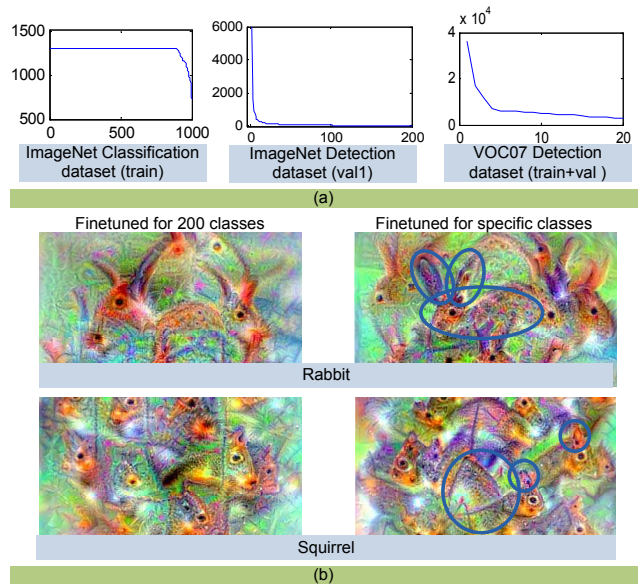 1500
1000
500
0
500
1000
ImageNet Classification
dataset (train)
6000
4000
2000
0
0
100
200
ImageNet Detection
dataset (val1)
x 10^4
4
2
0
0
10
20
VOC07 Detection
dataset (train+val )
(a)
Finetuned for 200 classes
Finetuned for specific classes
Rabbit
Squirrel
(b)